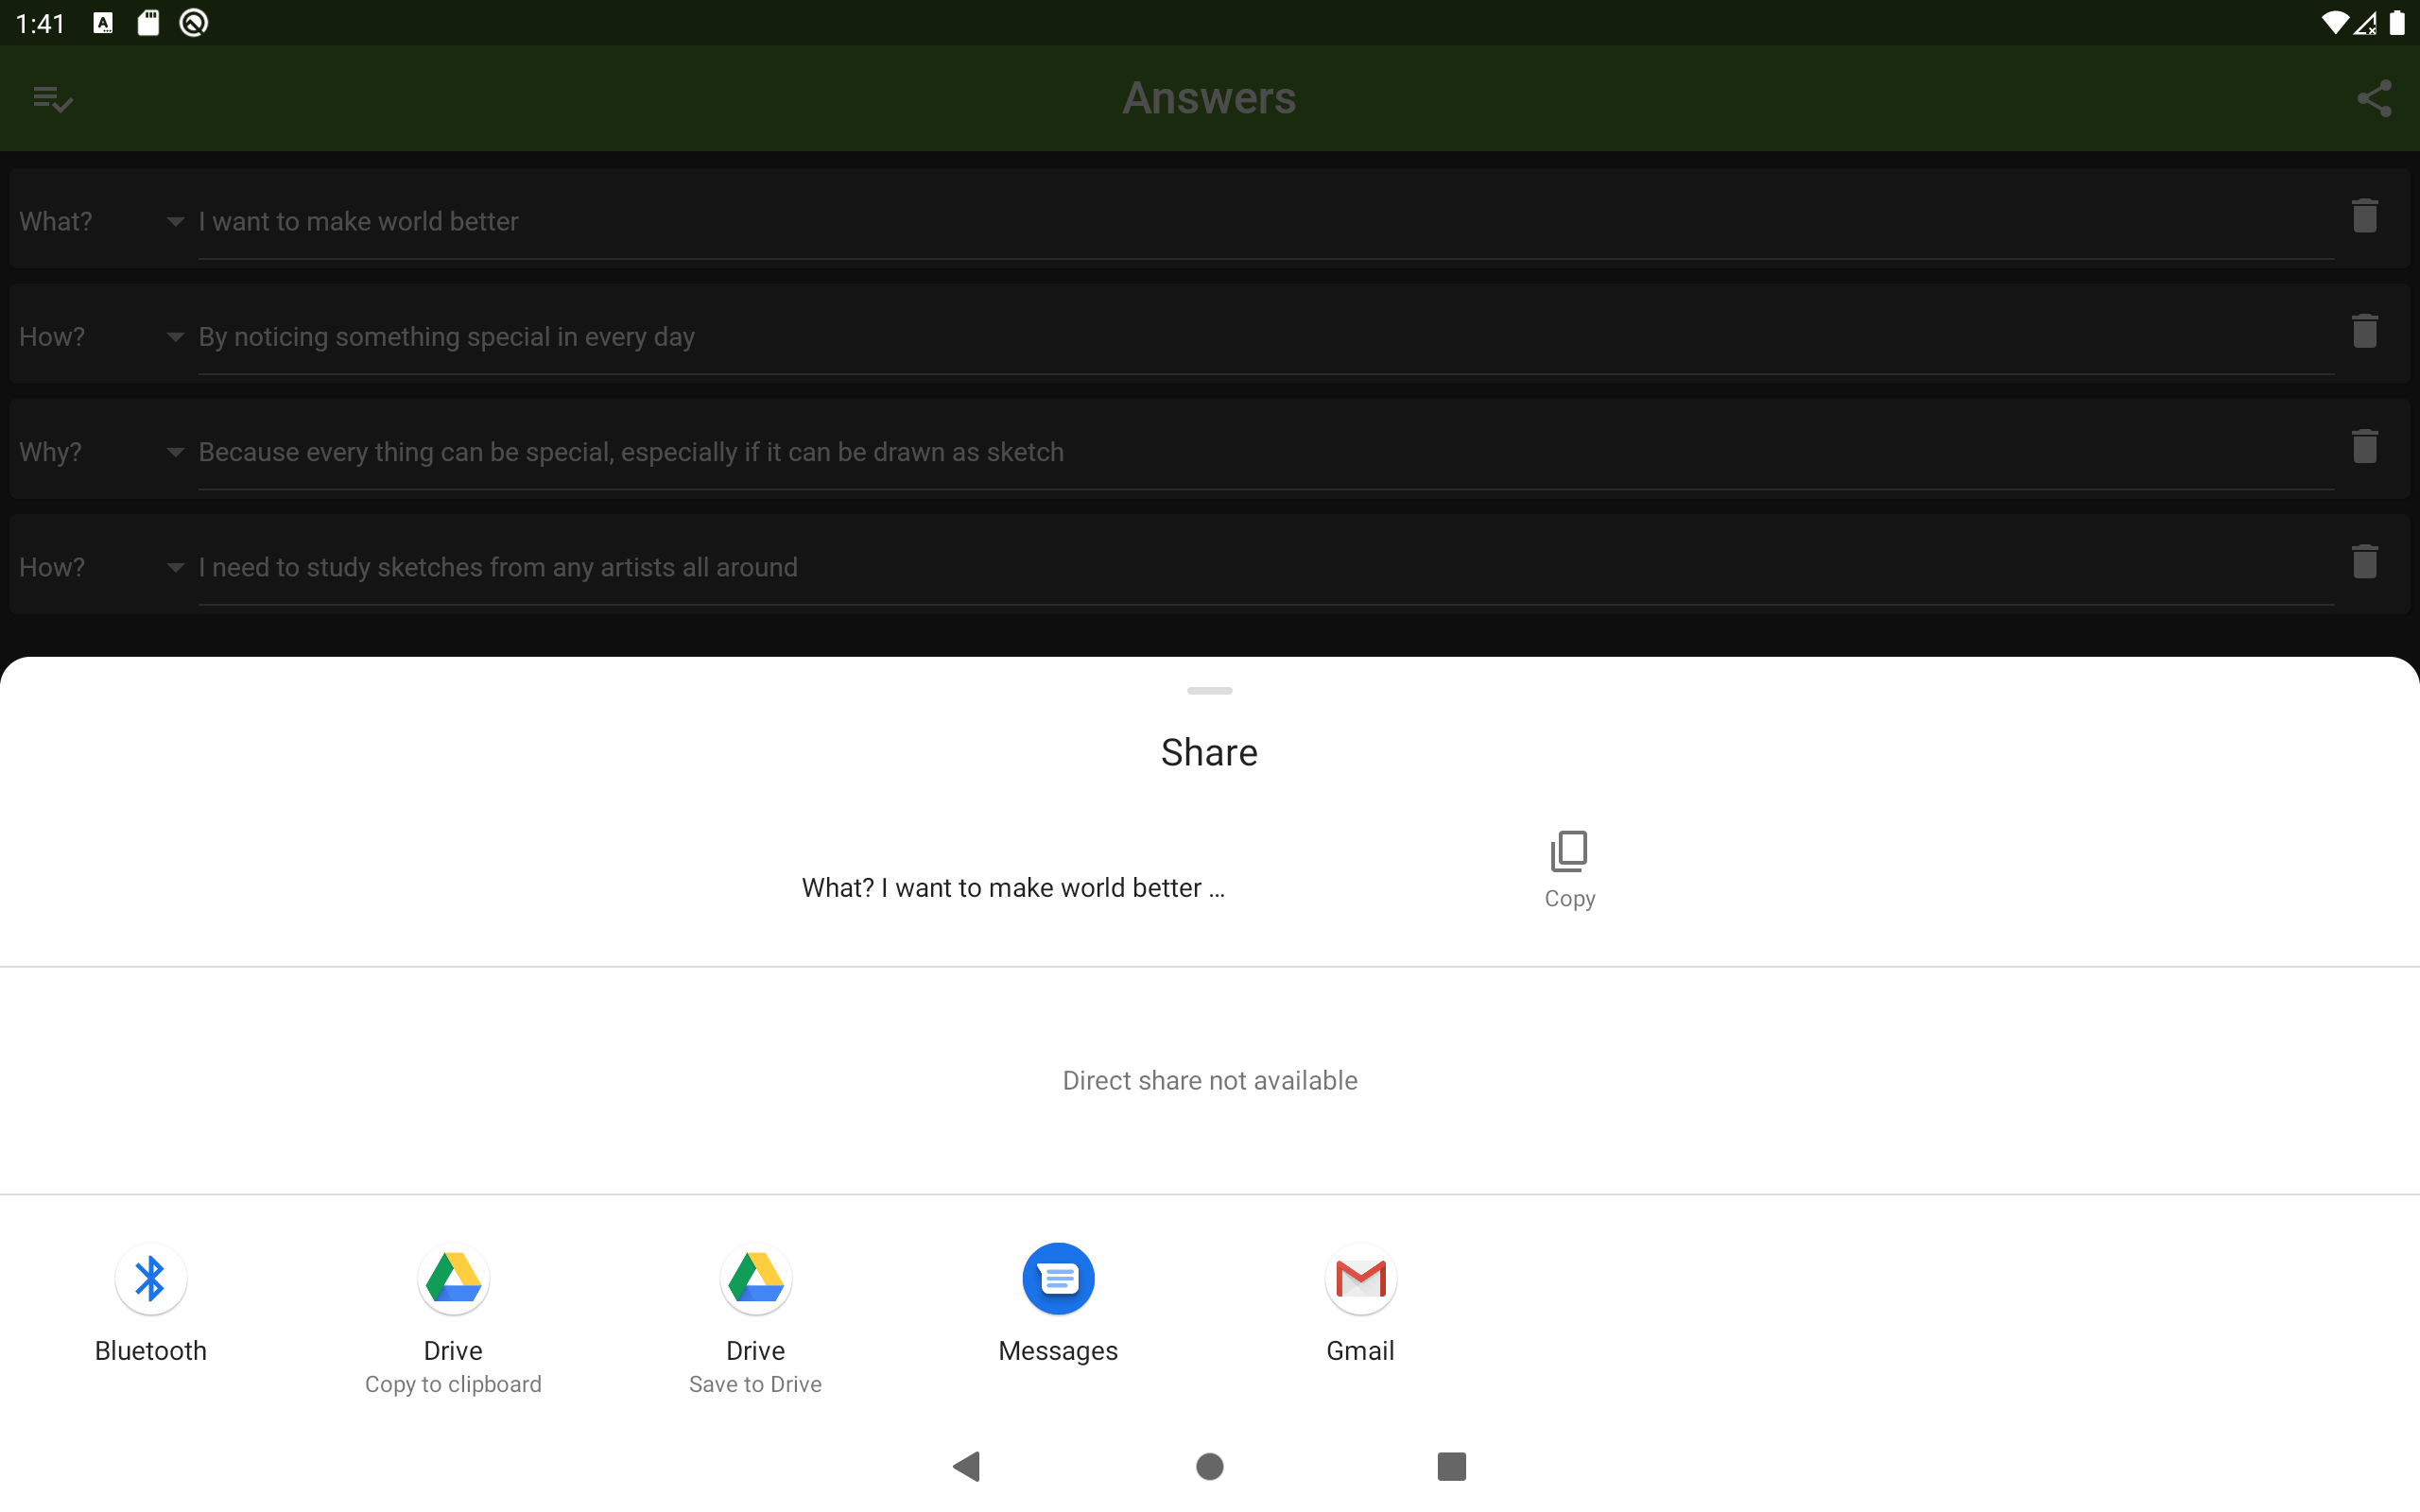 1:41
Answers
What? I want to make world better
How? By noticing something special in every day
Why? Because every thing can be special, especially if it can be drawn as sketch
How? I need to study sketches from any artists all around
Share
What? I want to make world better ...
Copy
Direct share not available
Bluetooth
Drive
Copy to clipboard
Drive
Save to Drive
Messages
Gmail